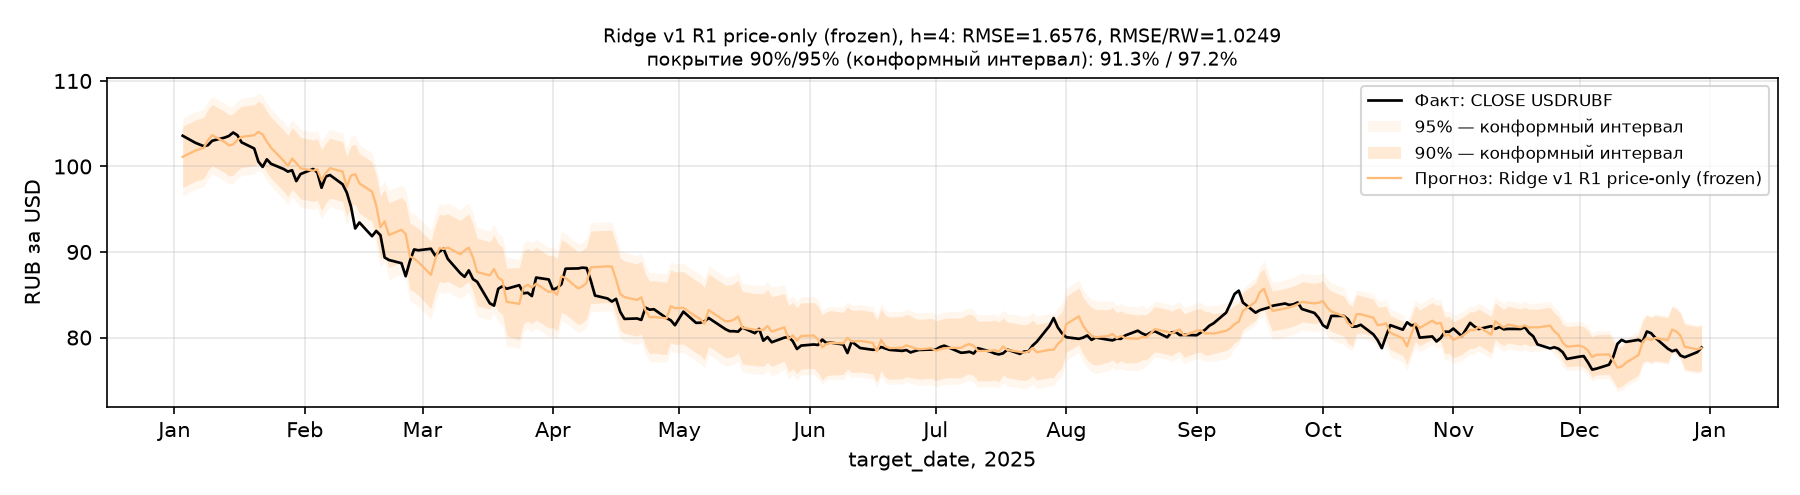 Ridge v1 R1 price-only (frozen), h=4: RMSE=1.6576, RMSE/RW=1.0249
покрытие 90%/95% (конформный интервал): 91.3% / 97.2%
110
100
90
80
RUB за USD
Факт: CLOSE USDRUBF
95% — конформный интервал
90% — конформный интервал
Прогноз: Ridge v1 R1 price-only (frozen)
Jan Feb Mar Apr May Jun Jul Aug Sep Oct Nov Dec Jan
target_date, 2025